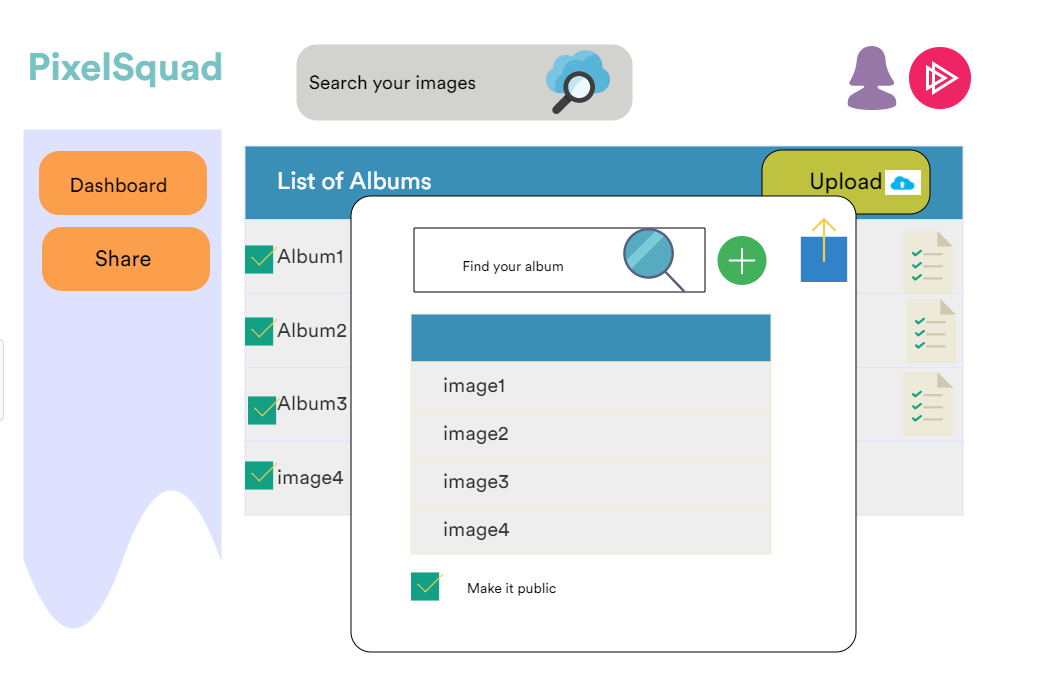 PixelSquad
Search your images
Dashboard
Share
List of Albums
Upload
Album1
Album2
Album3
image4
Find your album
image1
image2
image3
image4
Make it public